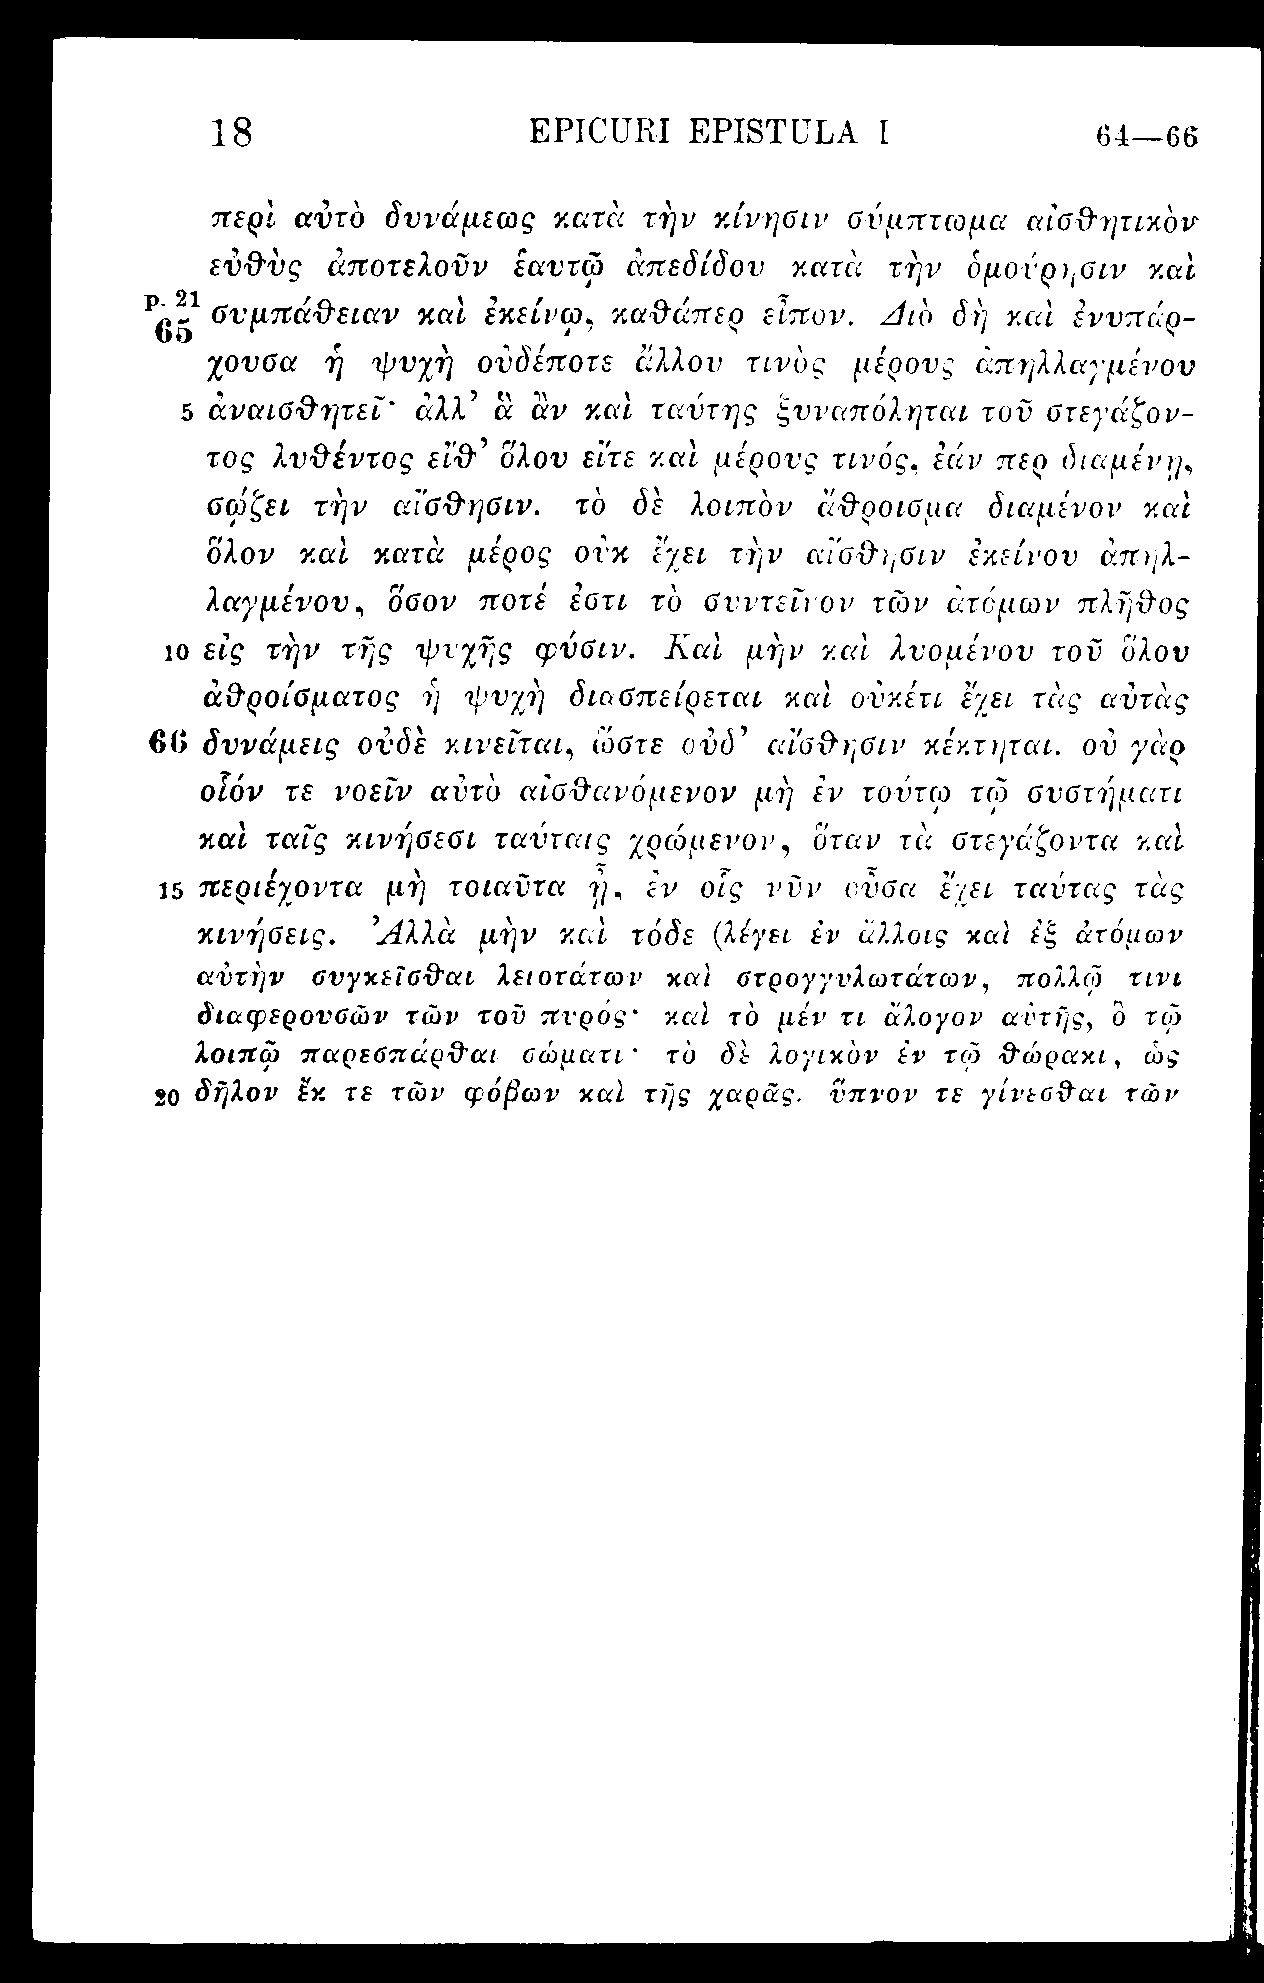 18 EPICURI EPISTULA I 64—66
περὶ αὐτὸ δυνάμεως κατὰ τὴν κίνησιν σύμπτωμα αἰσθητικὸν
εὐθὺς ἀποτελοῦν ἑαυτῷ ἀπεδίδου κατὰ τὴν ὁμούρησιν καὶ
p. 21 65 συμπάθειαν καὶ ἐκείνῳ, καθάπερ εἶπον. Διὸ δὴ καὶ ἐνυπάρ-
χουσα ἡ ψυχὴ οὐδέποτε ἄλλου τινὸς μέρους ἀπηλλαγμένου
5 ἀναισθητεῖ· ἀλλ’ ἃ ἂν καὶ ταύτης ξυναπόληται τοῦ στεγάζον-
τος λυθέντος εἴθ’ ὅλου εἴτε καὶ μέρους τινός, ἐάν περ διαμένῃ,
σῴζει τὴν αἴσθησιν. τὸ δὲ λοιπὸν ἄθροισμα διαμένον καὶ
ὅλον καὶ κατὰ μέρος οὐκ ἔχει τὴν αἴσθησιν ἐκείνου ἀπηλ-
λαγμένου, ὅσον ποτέ ἐστι τὸ συντεῖνον τῶν ἀτόμων πλῆθος
10 εἰς τὴν τῆς ψυχῆς φύσιν. Καὶ μὴν καὶ λυομένου τοῦ ὅλου
ἀθροίσματος ἡ ψυχὴ διασπείρεται καὶ οὐκέτι ἔχει τὰς αὐτὰς
66 δυνάμεις οὐδὲ κινεῖται, ὥστε οὐδ’ αἴσθησιν κέκτηται. οὐ γὰρ
οἷόν τε νοεῖν αὐτὸ αἰσθανόμενον μὴ ἐν τούτῳ τῷ συστήματι
καὶ ταῖς κινήσεσι ταύταις χρώμενον, ὅταν τὰ στεγάζοντα καὶ
15 περιέχοντα μὴ τοιαῦτα ᾖ, ἐν οἷς νῦν οὖσα ἔχει ταύτας τὰς
κινήσεις. Ἀλλὰ μὴν καὶ τόδε (λέγει ἐν ἄλλοις καὶ ἐξ ἀτόμων
αὐτὴν συγκεῖσθαι λειοτάτων καὶ στρογγυλωτάτων, πολλῷ τινι
διαφερουσῶν τῶν τοῦ πυρός· καὶ τὸ μέν τι ἄλογον αὐτῆς, ὃ τῷ
λοιπῷ παρεσπάρθαι σώματι· τὸ δὲ λογικὸν ἐν τῷ θώρακι, ὡς
20 δῆλον ἔκ τε τῶν φόβων καὶ τῆς χαρᾶς. ὕπνον τε γίνεσθαι τῶν